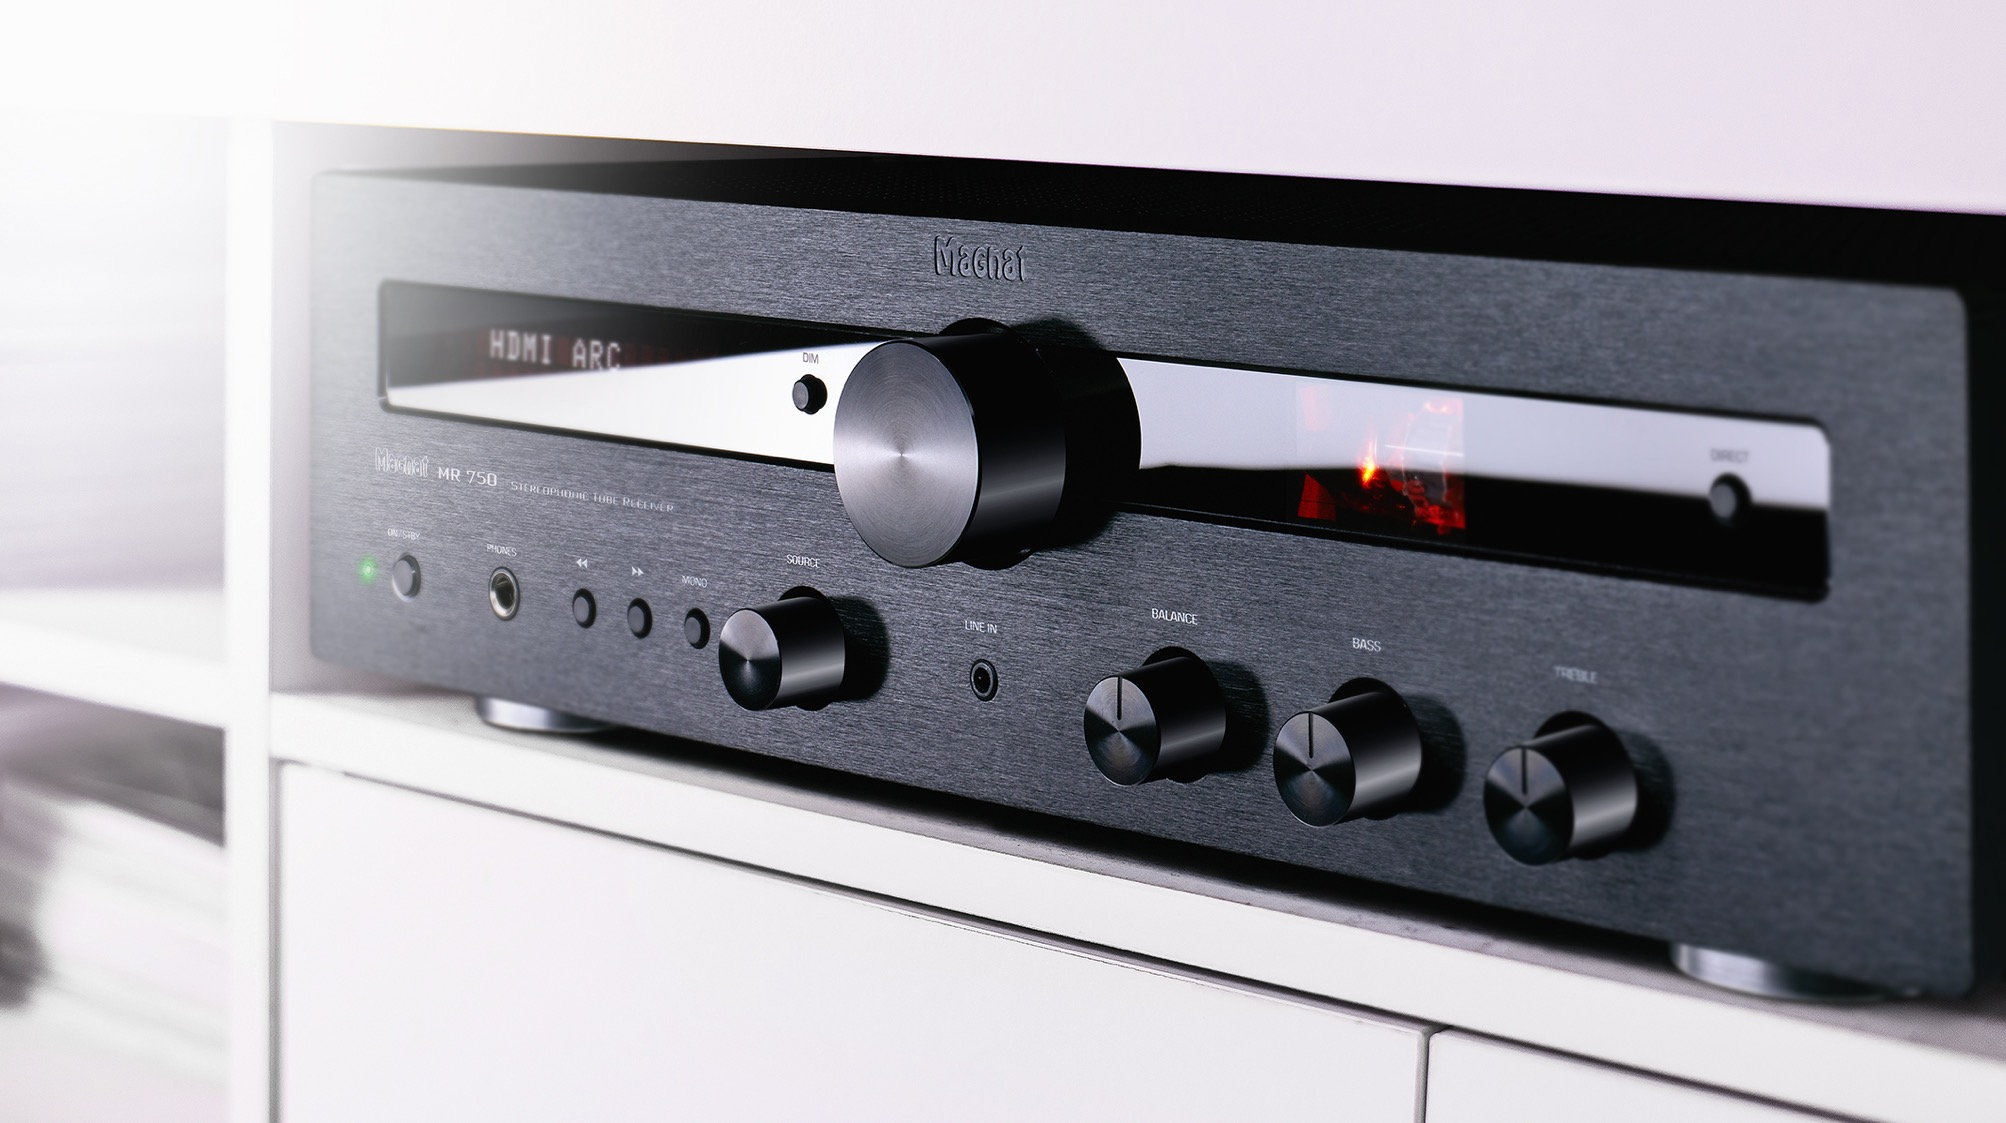 Magnat
HDMI ARC
DIM
DIRECT
Magnat MR 750 STEREOPHONIC TUBE RECEIVER
ON/STBY
PHONES
MONO
SOURCE
LINE IN
BALANCE
BASS
TREBLE